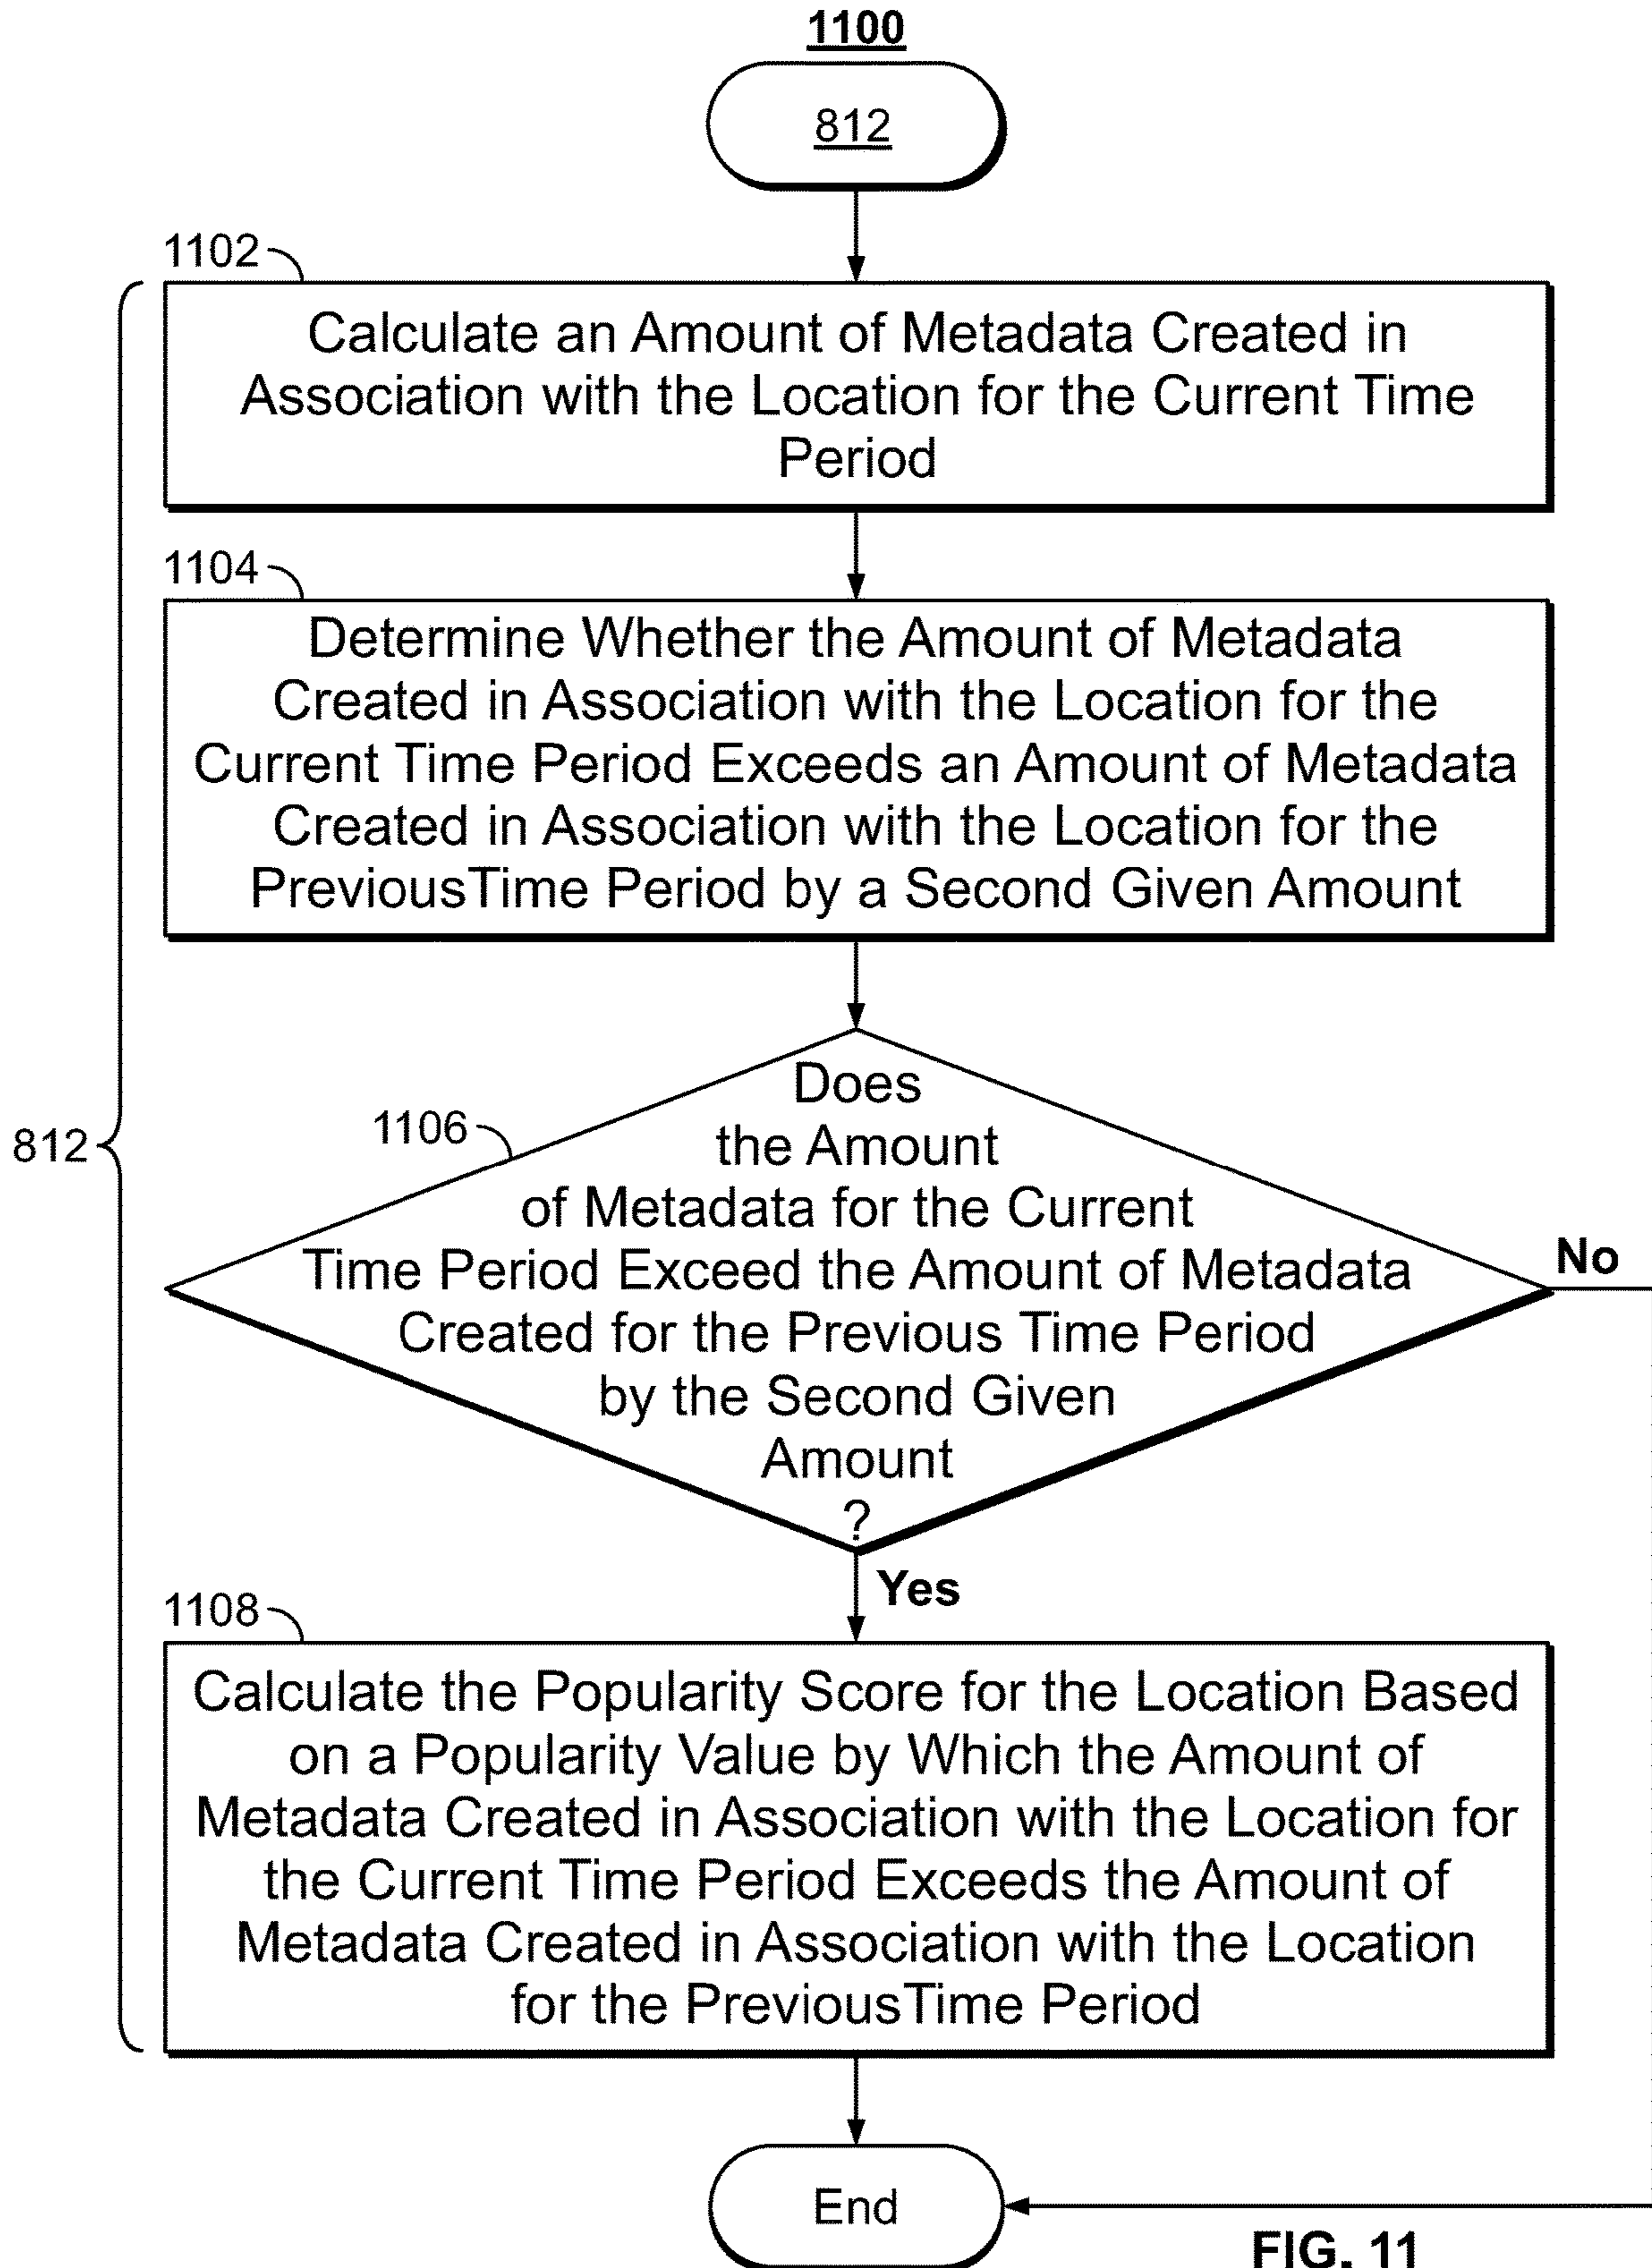 1100
812
1102
Calculate an Amount of Metadata Created in
Association with the Location for the Current Time
Period
1104
Determine Whether the Amount of Metadata
Created in Association with the Location for the
Current Time Period Exceeds an Amount of Metadata
Created in Association with the Location for the
PreviousTime Period by a Second Given Amount
812
1106
Does
the Amount
of Metadata for the Current
Time Period Exceed the Amount of Metadata
Created for the Previous Time Period
by the Second Given
Amount
?
No
Yes
1108
Calculate the Popularity Score for the Location Based
on a Popularity Value by Which the Amount of
Metadata Created in Association with the Location for
the Current Time Period Exceeds the Amount of
Metadata Created in Association with the Location
for the PreviousTime Period
End
FIG. 11